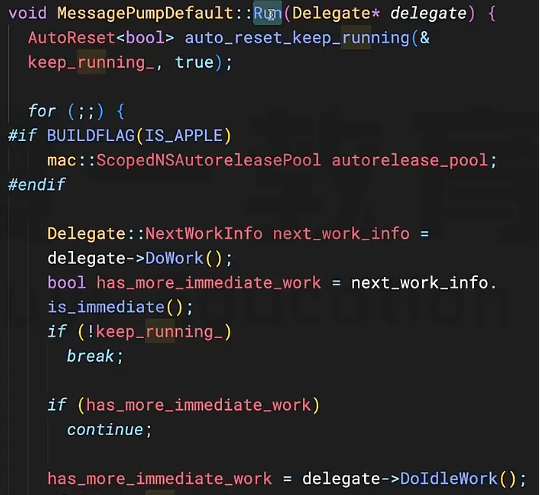 void MessagePumpDefault::Run(Delegate* delegate) {
AutoReset<bool> auto_reset_keep_running(&
keep_running_, true);
for (;;) {
#if BUILDFLAG(IS_APPLE)
mac::ScopedNSAutoreleasePool autorelease_pool;
#endif
Delegate::NextWorkInfo next_work_info =
delegate->DoWork();
bool has_more_immediate_work = next_work_info.
is_immediate();
if (!keep_running_)
break;
if (has_more_immediate_work)
continue;
has_more_immediate_work = delegate->DoIdleWork();